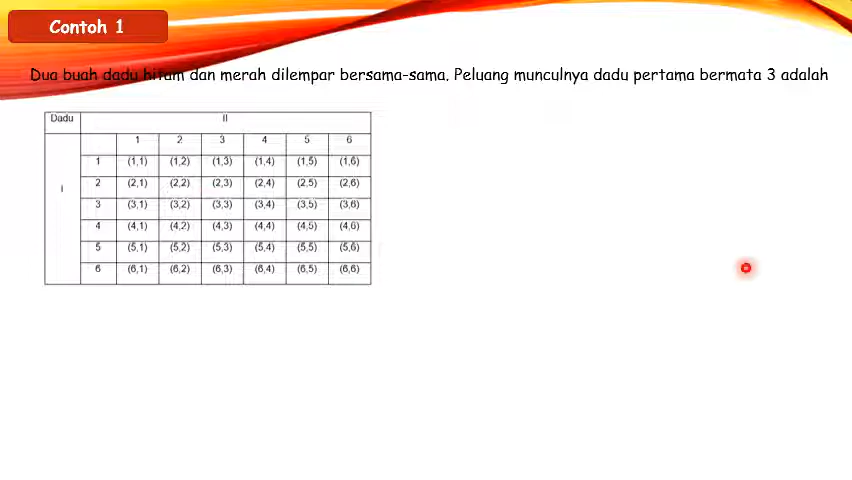 Contoh 1
Dua buah dadu hitam dan merah dilempar bersama-sama. Peluang munculnya dadu pertama bermata 3 adalah
Dadu II
1 2 3 4 5 6
1 (1,1) (1,2) (1,3) (1,4) (1,5) (1,6)
I 2 (2,1) (2,2) (2,3) (2,4) (2,5) (2,6)
3 (3,1) (3,2) (3,3) (3,4) (3,5) (3,6)
4 (4,1) (4,2) (4,3) (4,4) (4,5) (4,6)
5 (5,1) (5,2) (5,3) (5,4) (5,5) (5,6)
6 (6,1) (6,2) (6,3) (6,4) (6,5) (6,6)